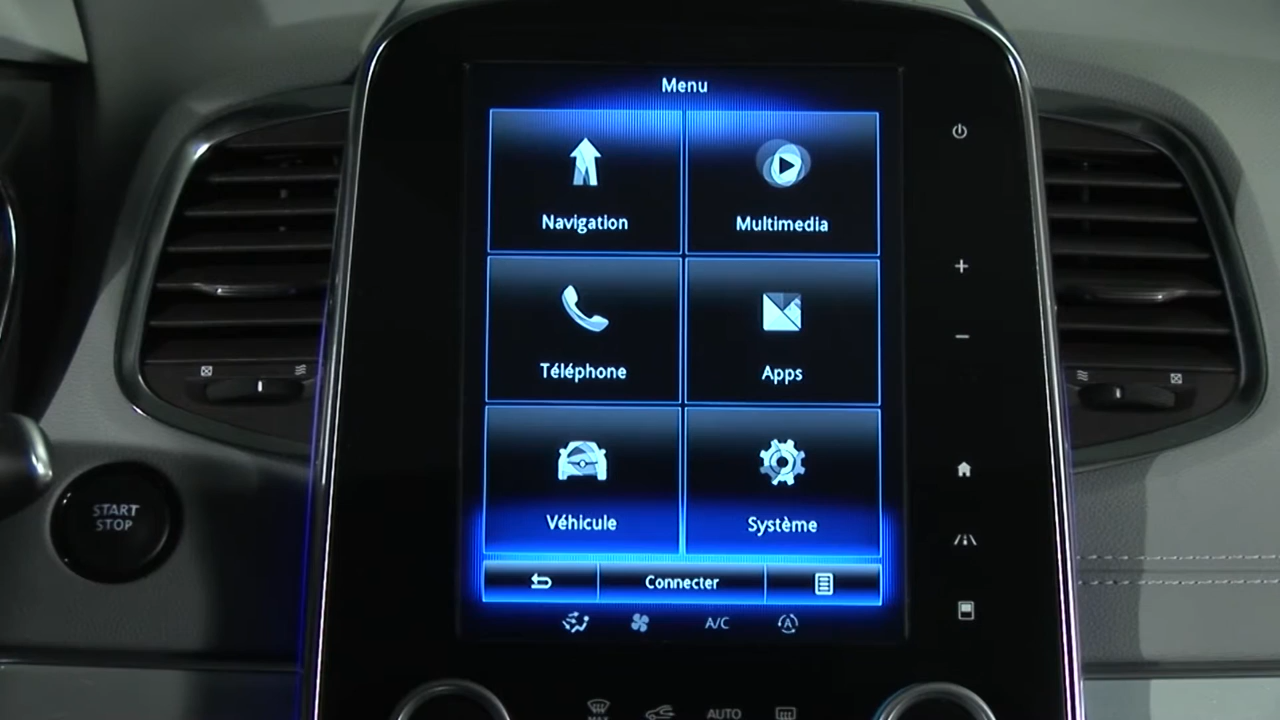 Menu
Navigation
Multimedia
Téléphone
Apps
Véhicule
Système
Connecter
A/C
A
MAX
AUTO
START
STOP